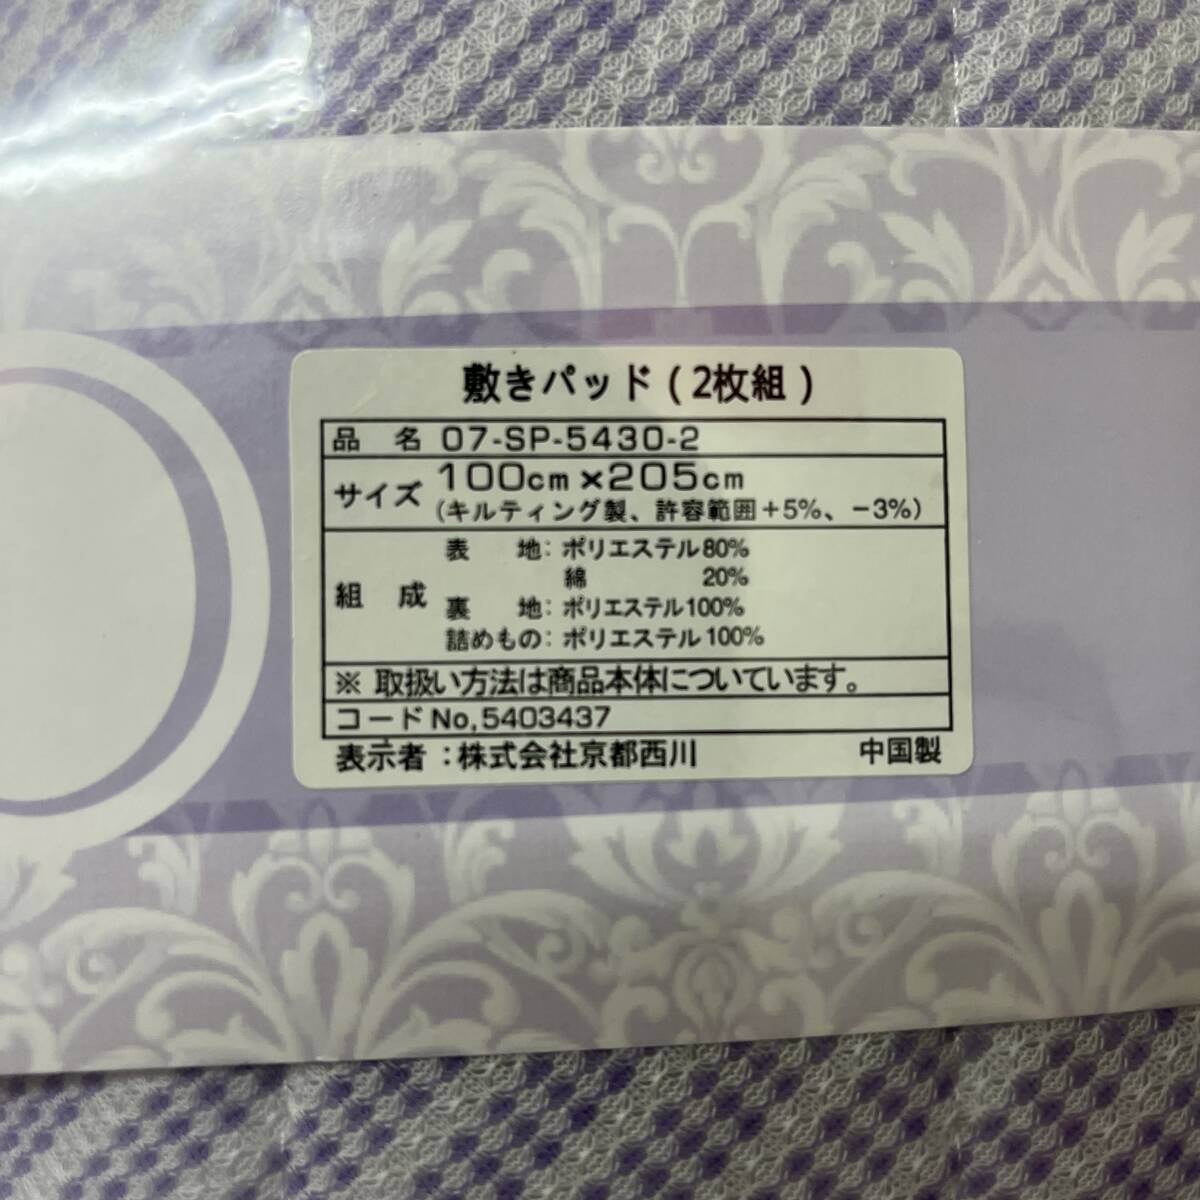 敷きパッド(2枚組)
品 名 07-SP-5430-2
サイズ 100cm×205cm
(キルティング製、許容範囲+5%、-3%)
組 成 表 地:ポリエステル80%
綿 20%
裏 地:ポリエステル100%
詰めもの:ポリエステル100%
※ 取扱い方法は商品本体についています。
コードNo,5403437
表示者:株式会社京都西川 中国製